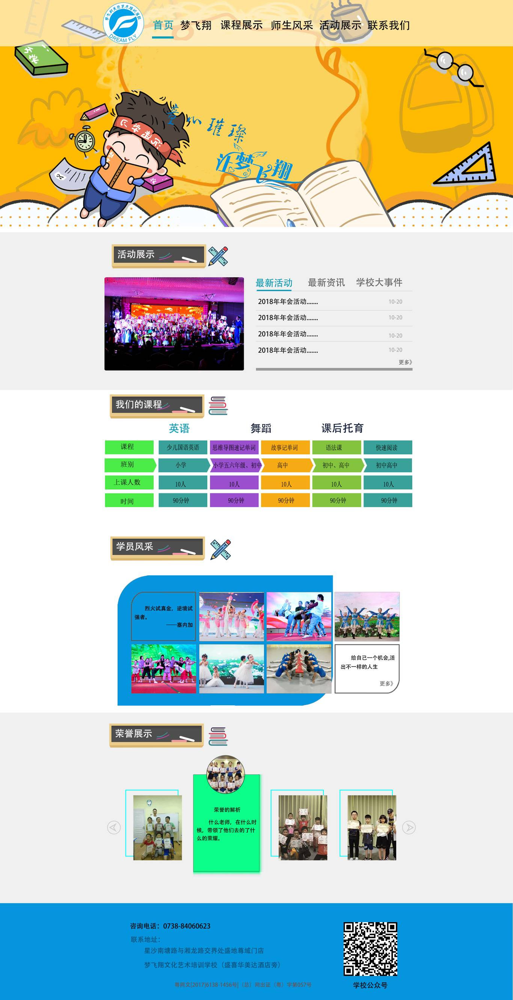 梦飞翔文化艺术培训学校
DREAM FLY
首页 梦飞翔 课程展示 师生风采 活动展示 联系我们
童心璀璨
让梦飞翔
活动展示
最新活动 最新资讯 学校大事件
2018年年会活动....... 10-20
2018年年会活动....... 10-20
2018年年会活动....... 10-20
2018年年会活动....... 10-20
更多》
我们的课程
英语 舞蹈 课后托育
课程 少儿国语英语 思维导图速记单词 故事记单词 语法课 快速阅读
班别 小学 小学五六年级、初中 高中 初中、高中 初中高中
上课人数 10人 10人 10人 10人 10人
时间 90分钟 90分钟 90分钟 90分钟 90分钟
学员风采
烈火试真金，逆境试
强者。
——塞内加
给自己一个机会,活
出不一样的人生
更多》
荣誉展示
荣誉的解析
什么老师，在什么时
候，带领了他们去的了什
么的荣耀。
咨询电话：0738-84060623
联系地址：
星沙南塘路与湘龙路交界处盛地尊域门店
梦飞翔文化艺术培训学校（盛喜华美达酒店旁）
粤网文[2017]6138-1456号|（总）网出证（粤）字第057号
学校公众号